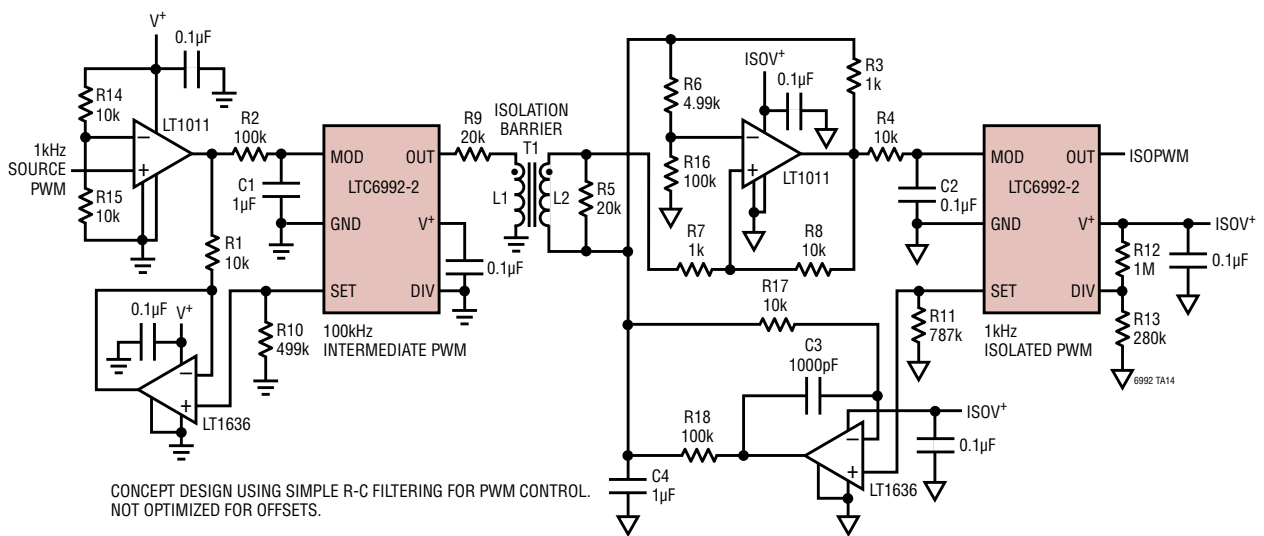 V+
0.1µF
R14
10k
LT1011
1kHz
SOURCE
PWM
R15
10k
R2
100k
C1
1µF
R1
10k
0.1µF
V+
LT1636
R10
499k
MOD
OUT
LTC6992-2
GND
V+
SET
DIV
100kHz
INTERMEDIATE PWM
0.1µF
R9
20k
ISOLATION
BARRIER
T1
L1
L2
R5
20k
R6
4.99k
R16
100k
ISOV+
0.1µF
LT1011
R3
1k
R4
10k
R7
1k
R8
10k
C2
0.1µF
R17
10k
C3
1000pF
R18
100k
C4
1µF
LT1636
ISOV+
0.1µF
R11
787k
MOD
OUT
LTC6992-2
GND
V+
SET
DIV
1kHz
ISOLATED PWM
ISOPWM
ISOV+
R12
1M
0.1µF
R13
280k
6992 TA14
CONCEPT DESIGN USING SIMPLE R-C FILTERING FOR PWM CONTROL.
NOT OPTIMIZED FOR OFFSETS.